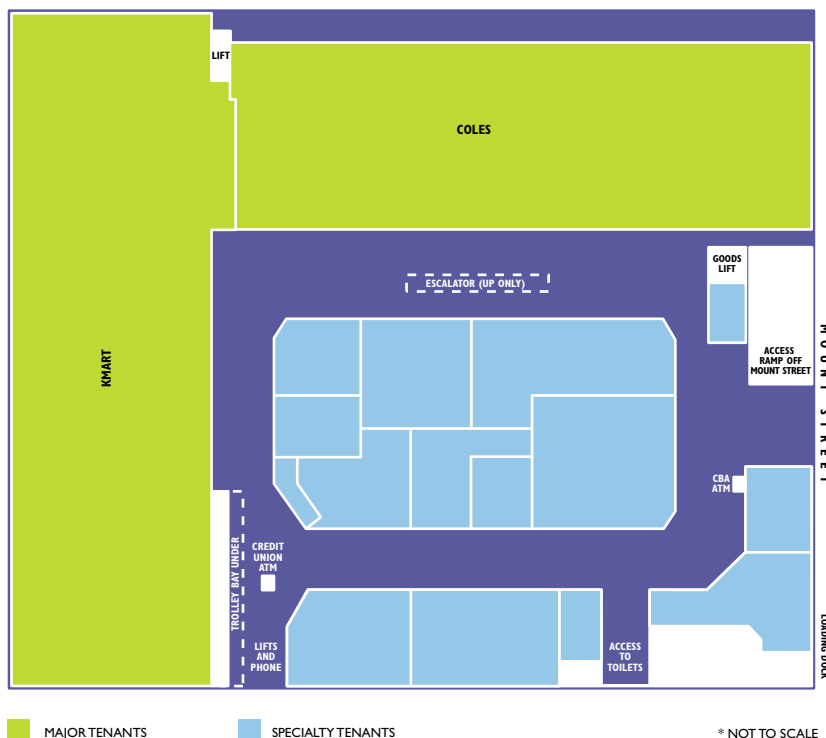 LIFT
COLES
KMART
ESCALATOR (UP ONLY)
GOODS
LIFT
ACCESS
RAMP OFF
MOUNT STREET
MOUNT STREET
CBA
ATM
CREDIT
UNION
ATM
TROLLEY BAY UNDER
LIFTS
AND
PHONE
ACCESS
TO
TOILETS
LOADING DOCK
MAJOR TENANTS
SPECIALTY TENANTS
* NOT TO SCALE